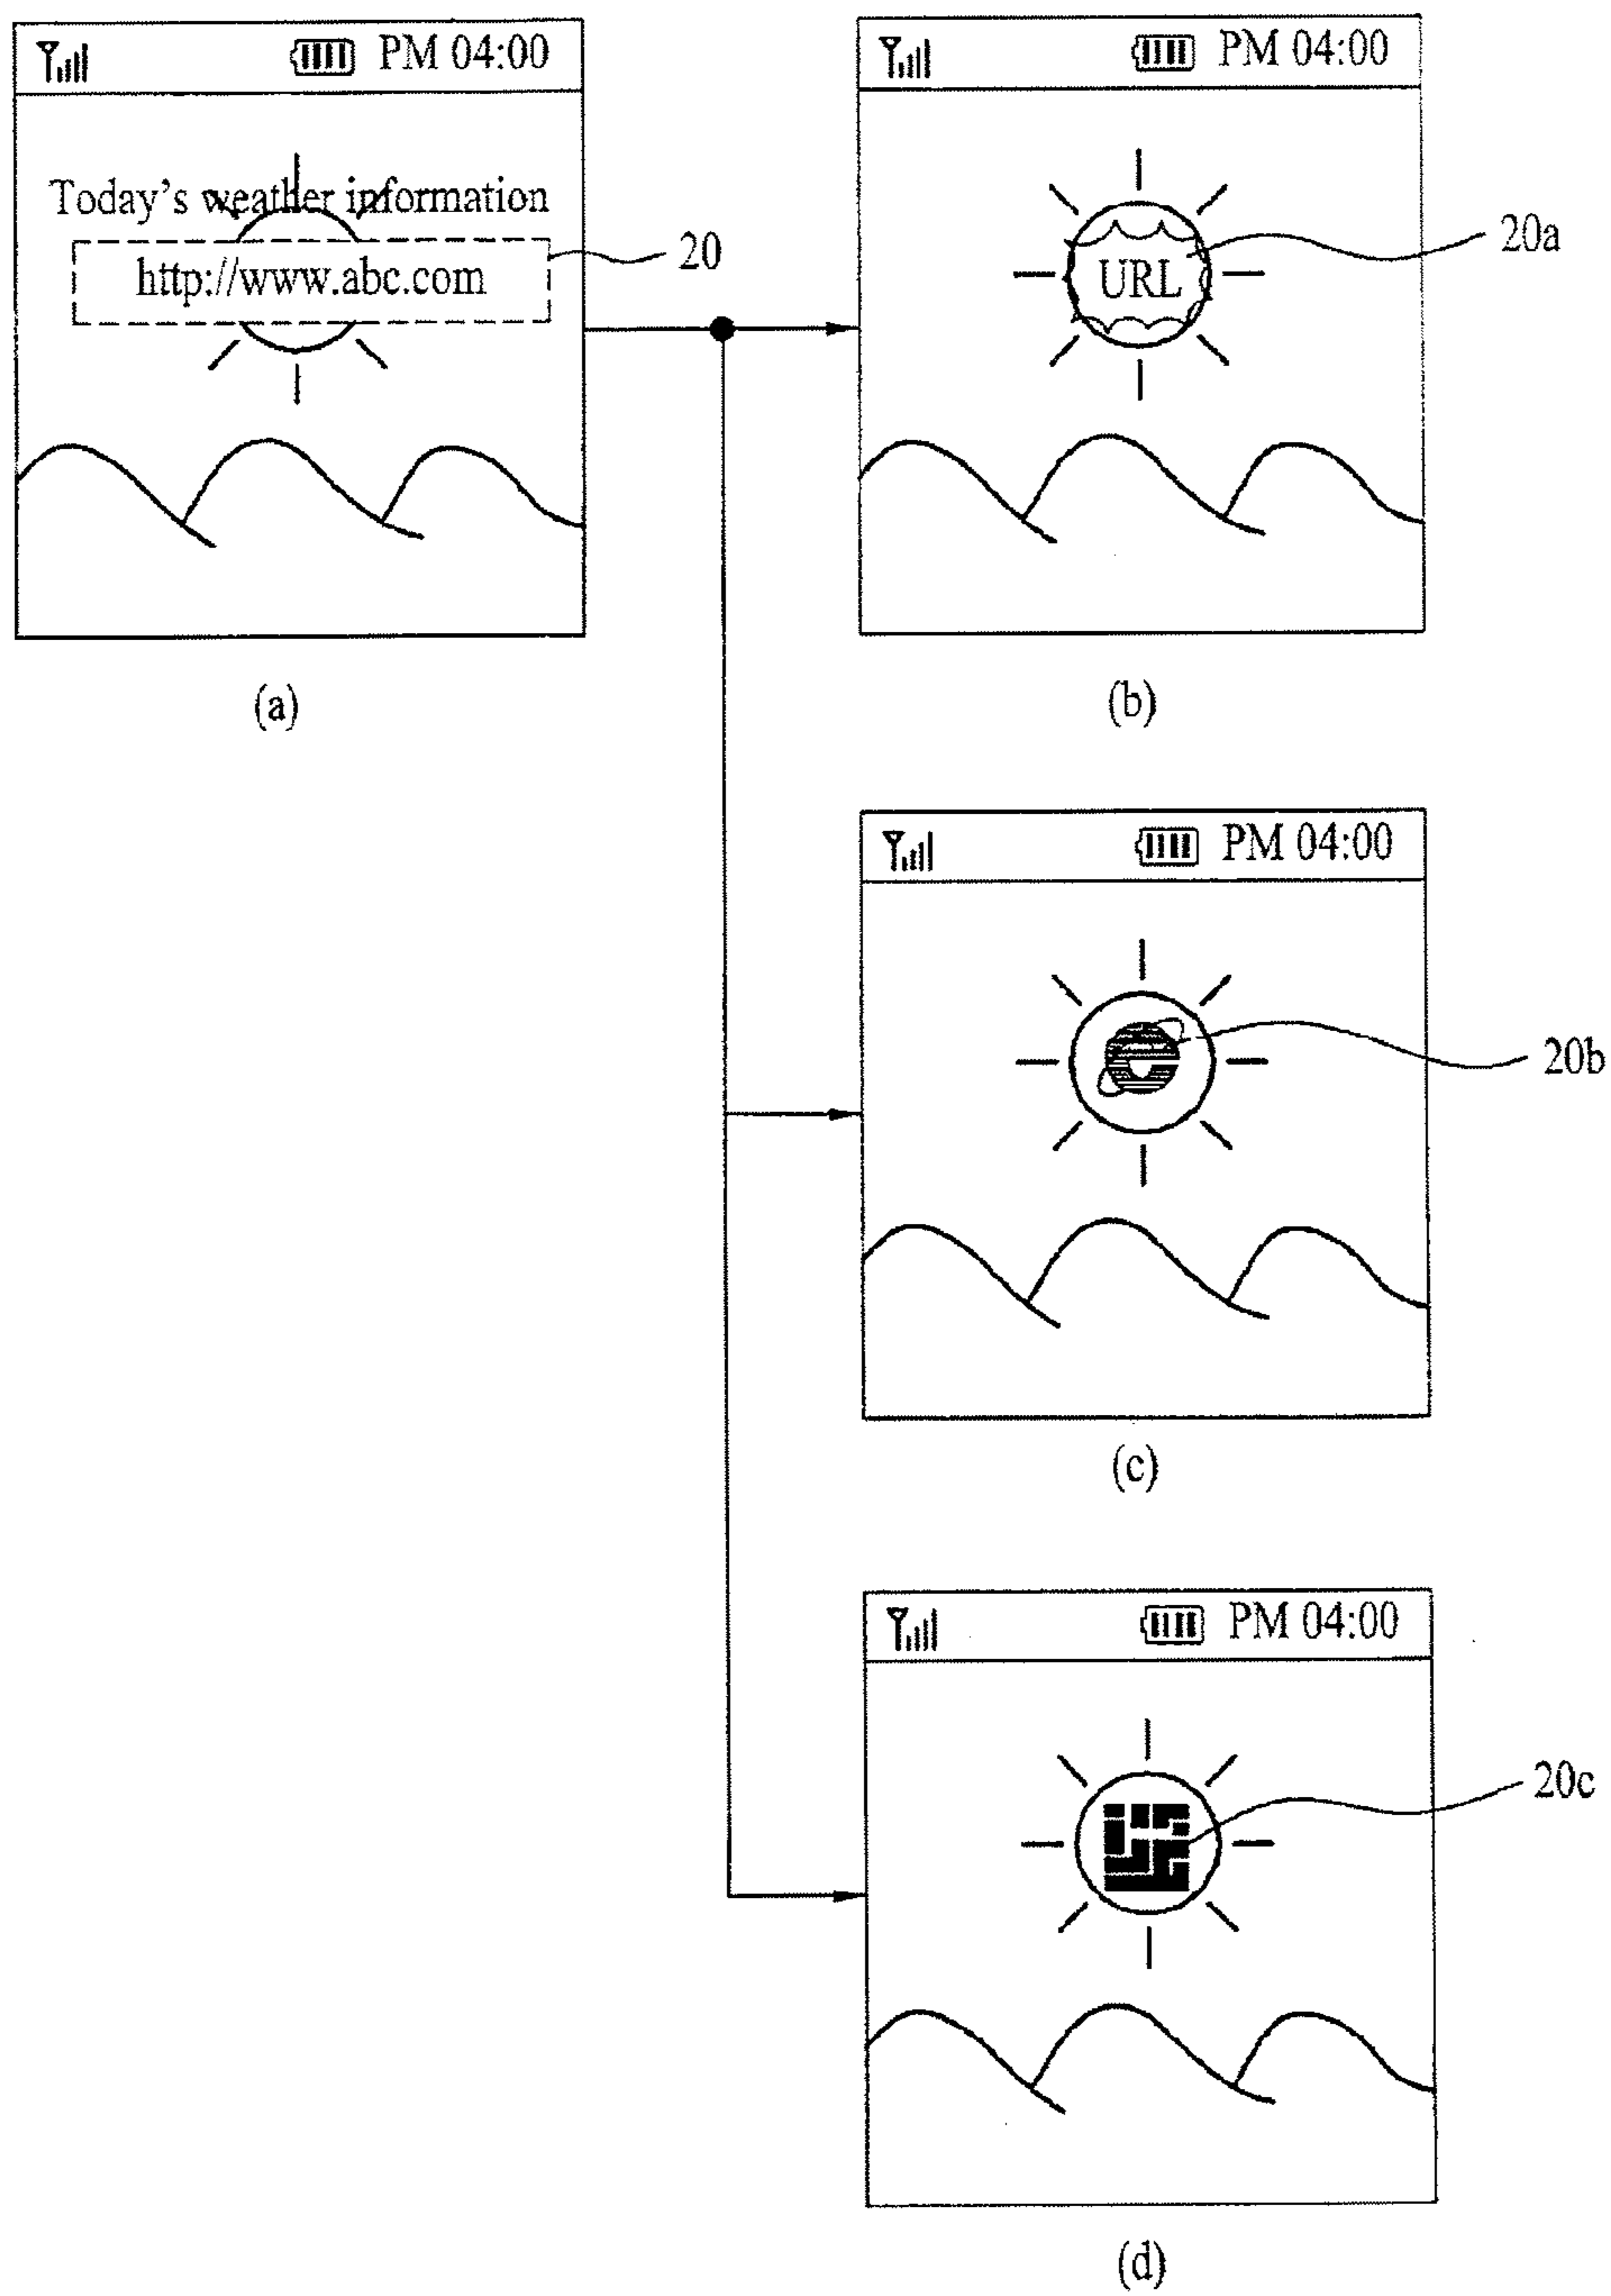 PM 04:00
Today's weather information
http://www.abc.com
20
(a)
PM 04:00
URL
20a
(b)
PM 04:00
20b
(c)
PM 04:00
20c
(d)